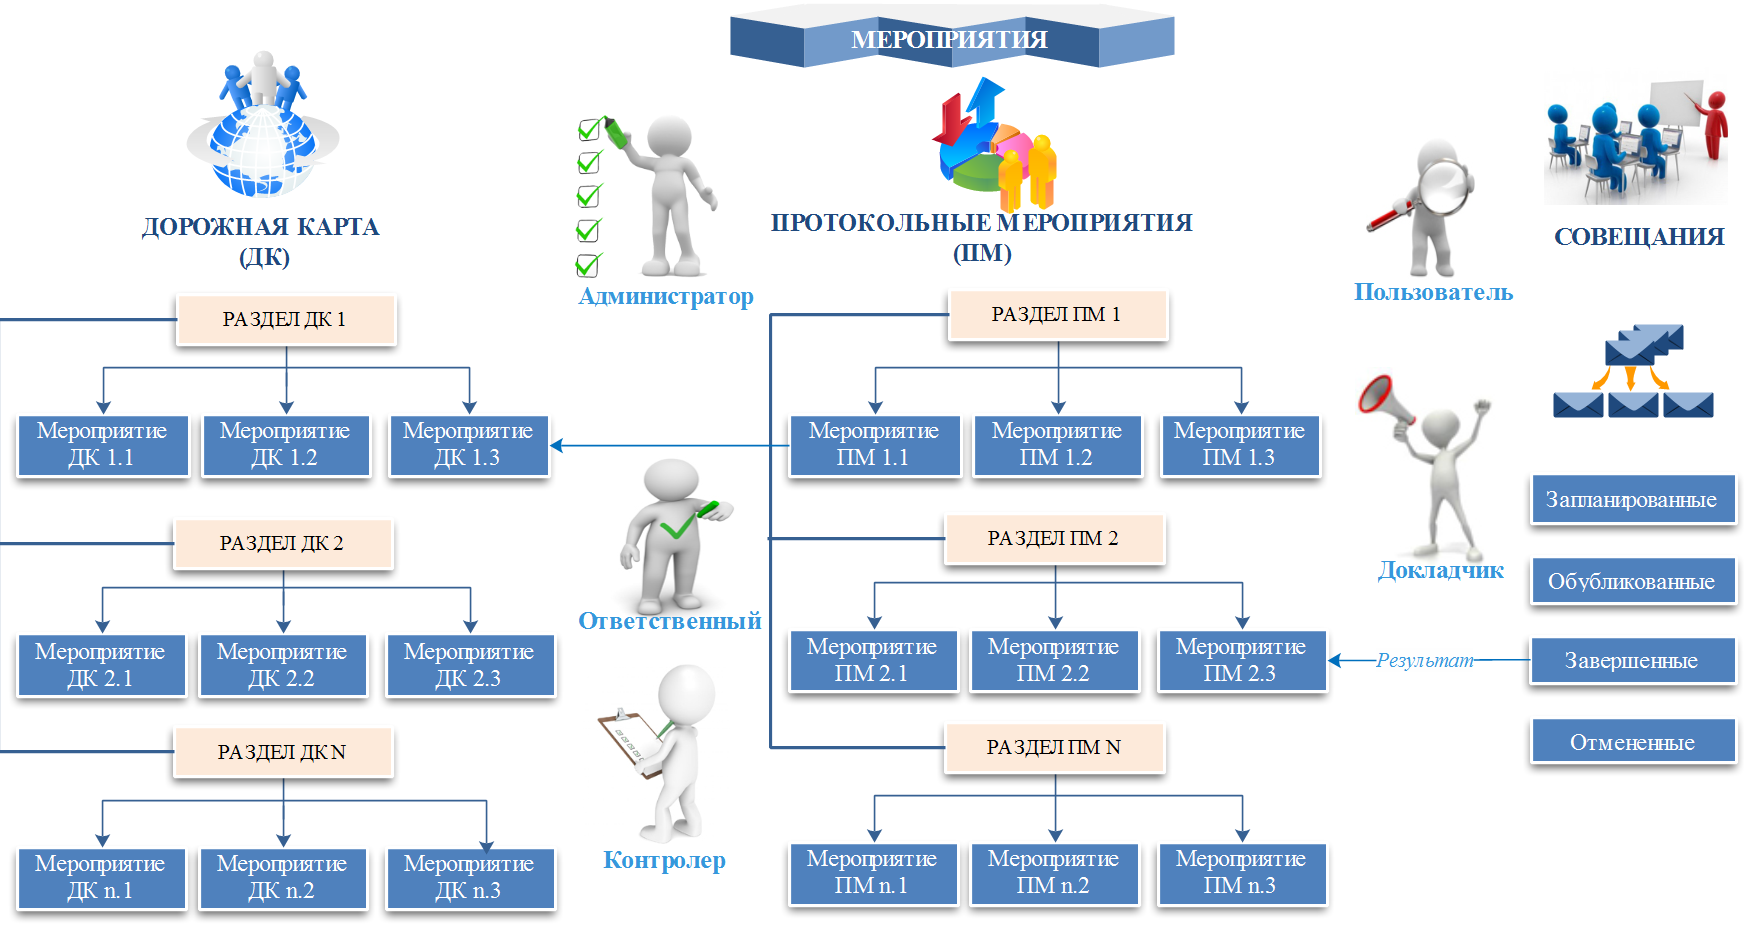 МЕРОПРИЯТИЯ
ДОРОЖНАЯ КАРТА
(ДК)
Администратор
ПРОТОКОЛЬНЫЕ МЕРОПРИЯТИЯ
(ПМ)
Пользователь
СОВЕЩАНИЯ
РАЗДЕЛ ДК 1
Мероприятие
ДК 1.1
Мероприятие
ДК 1.2
Мероприятие
ДК 1.3
РАЗДЕЛ ДК 2
Мероприятие
ДК 2.1
Мероприятие
ДК 2.2
Мероприятие
ДК 2.3
РАЗДЕЛ ДК N
Мероприятие
ДК n.1
Мероприятие
ДК n.2
Мероприятие
ДК n.3
Ответственный
Контролер
РАЗДЕЛ ПМ 1
Мероприятие
ПМ 1.1
Мероприятие
ПМ 1.2
Мероприятие
ПМ 1.3
РАЗДЕЛ ПМ 2
Мероприятие
ПМ 2.1
Мероприятие
ПМ 2.2
Мероприятие
ПМ 2.3
РАЗДЕЛ ПМ N
Мероприятие
ПМ n.1
Мероприятие
ПМ n.2
Мероприятие
ПМ n.3
Докладчик
Результат
Запланированные
Обубликованные
Завершенные
Отмененные